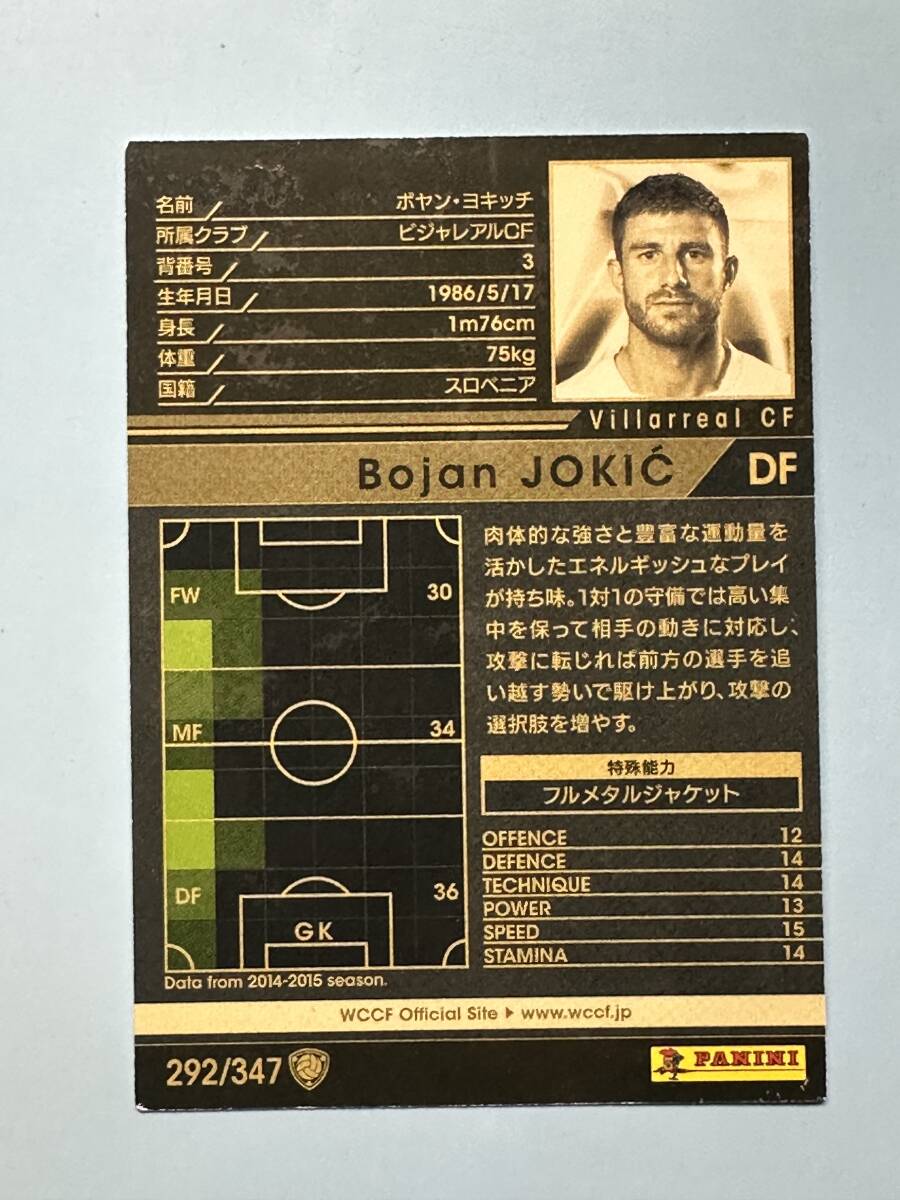 名前 ボヤン・ヨキッチ
所属クラブ ビジャレアルCF
背番号 3
生年月日 1986/5/17
身長 1m76cm
体重 75kg
国籍 スロベニア
Villarreal CF
Bojan JOKIĆ DF
FW 30
MF 34
DF 36
GK
Data from 2014-2015 season.
肉体的な強さと豊富な運動量を
活かしたエネルギッシュなプレイ
が持ち味。1対1の守備では高い集
中を保って相手の動きに対応し、
攻撃に転じれば前方の選手を追
い越す勢いで駆け上がり、攻撃の
選択肢を増やす。
特殊能力
フルメタルジャケット
OFFENCE 12
DEFENCE 14
TECHNIQUE 14
POWER 13
SPEED 15
STAMINA 14
WCCF Official Site ▶ www.wccf.jp
292/347
PANINI